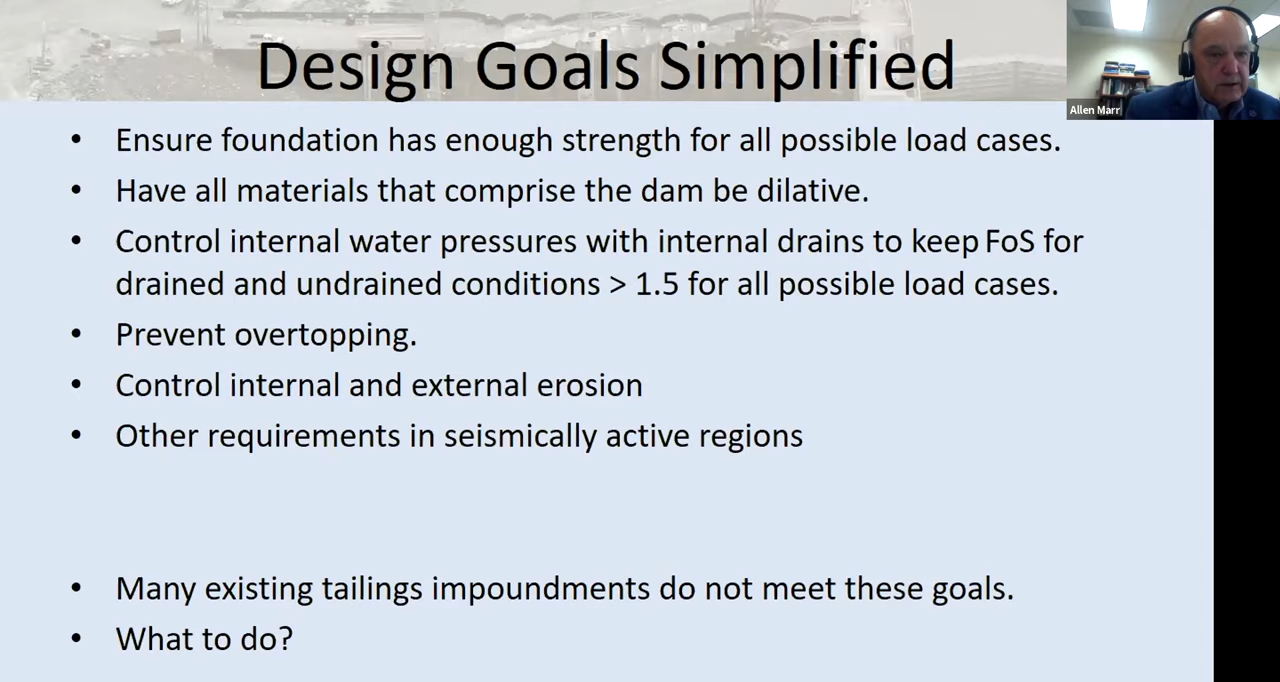 Design Goals Simplified
Allen Marr
• Ensure foundation has enough strength for all possible load cases.
• Have all materials that comprise the dam be dilative.
• Control internal water pressures with internal drains to keep FoS for
drained and undrained conditions > 1.5 for all possible load cases.
• Prevent overtopping.
• Control internal and external erosion
• Other requirements in seismically active regions
• Many existing tailings impoundments do not meet these goals.
• What to do?